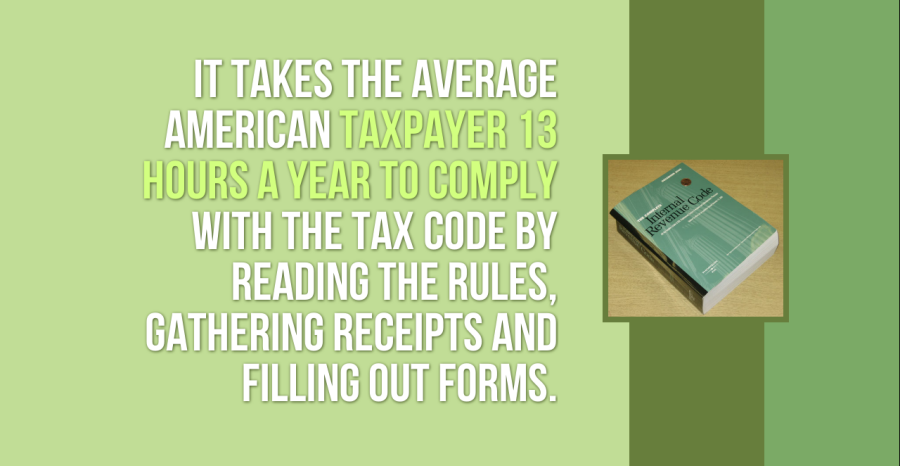 IT TAKES THE AVERAGE
AMERICAN TAXPAYER 13
HOURS A YEAR TO COMPLY
WITH THE TAX CODE BY
READING THE RULES,
GATHERING RECEIPTS AND
FILLING OUT FORMS.
Internal
Revenue Code